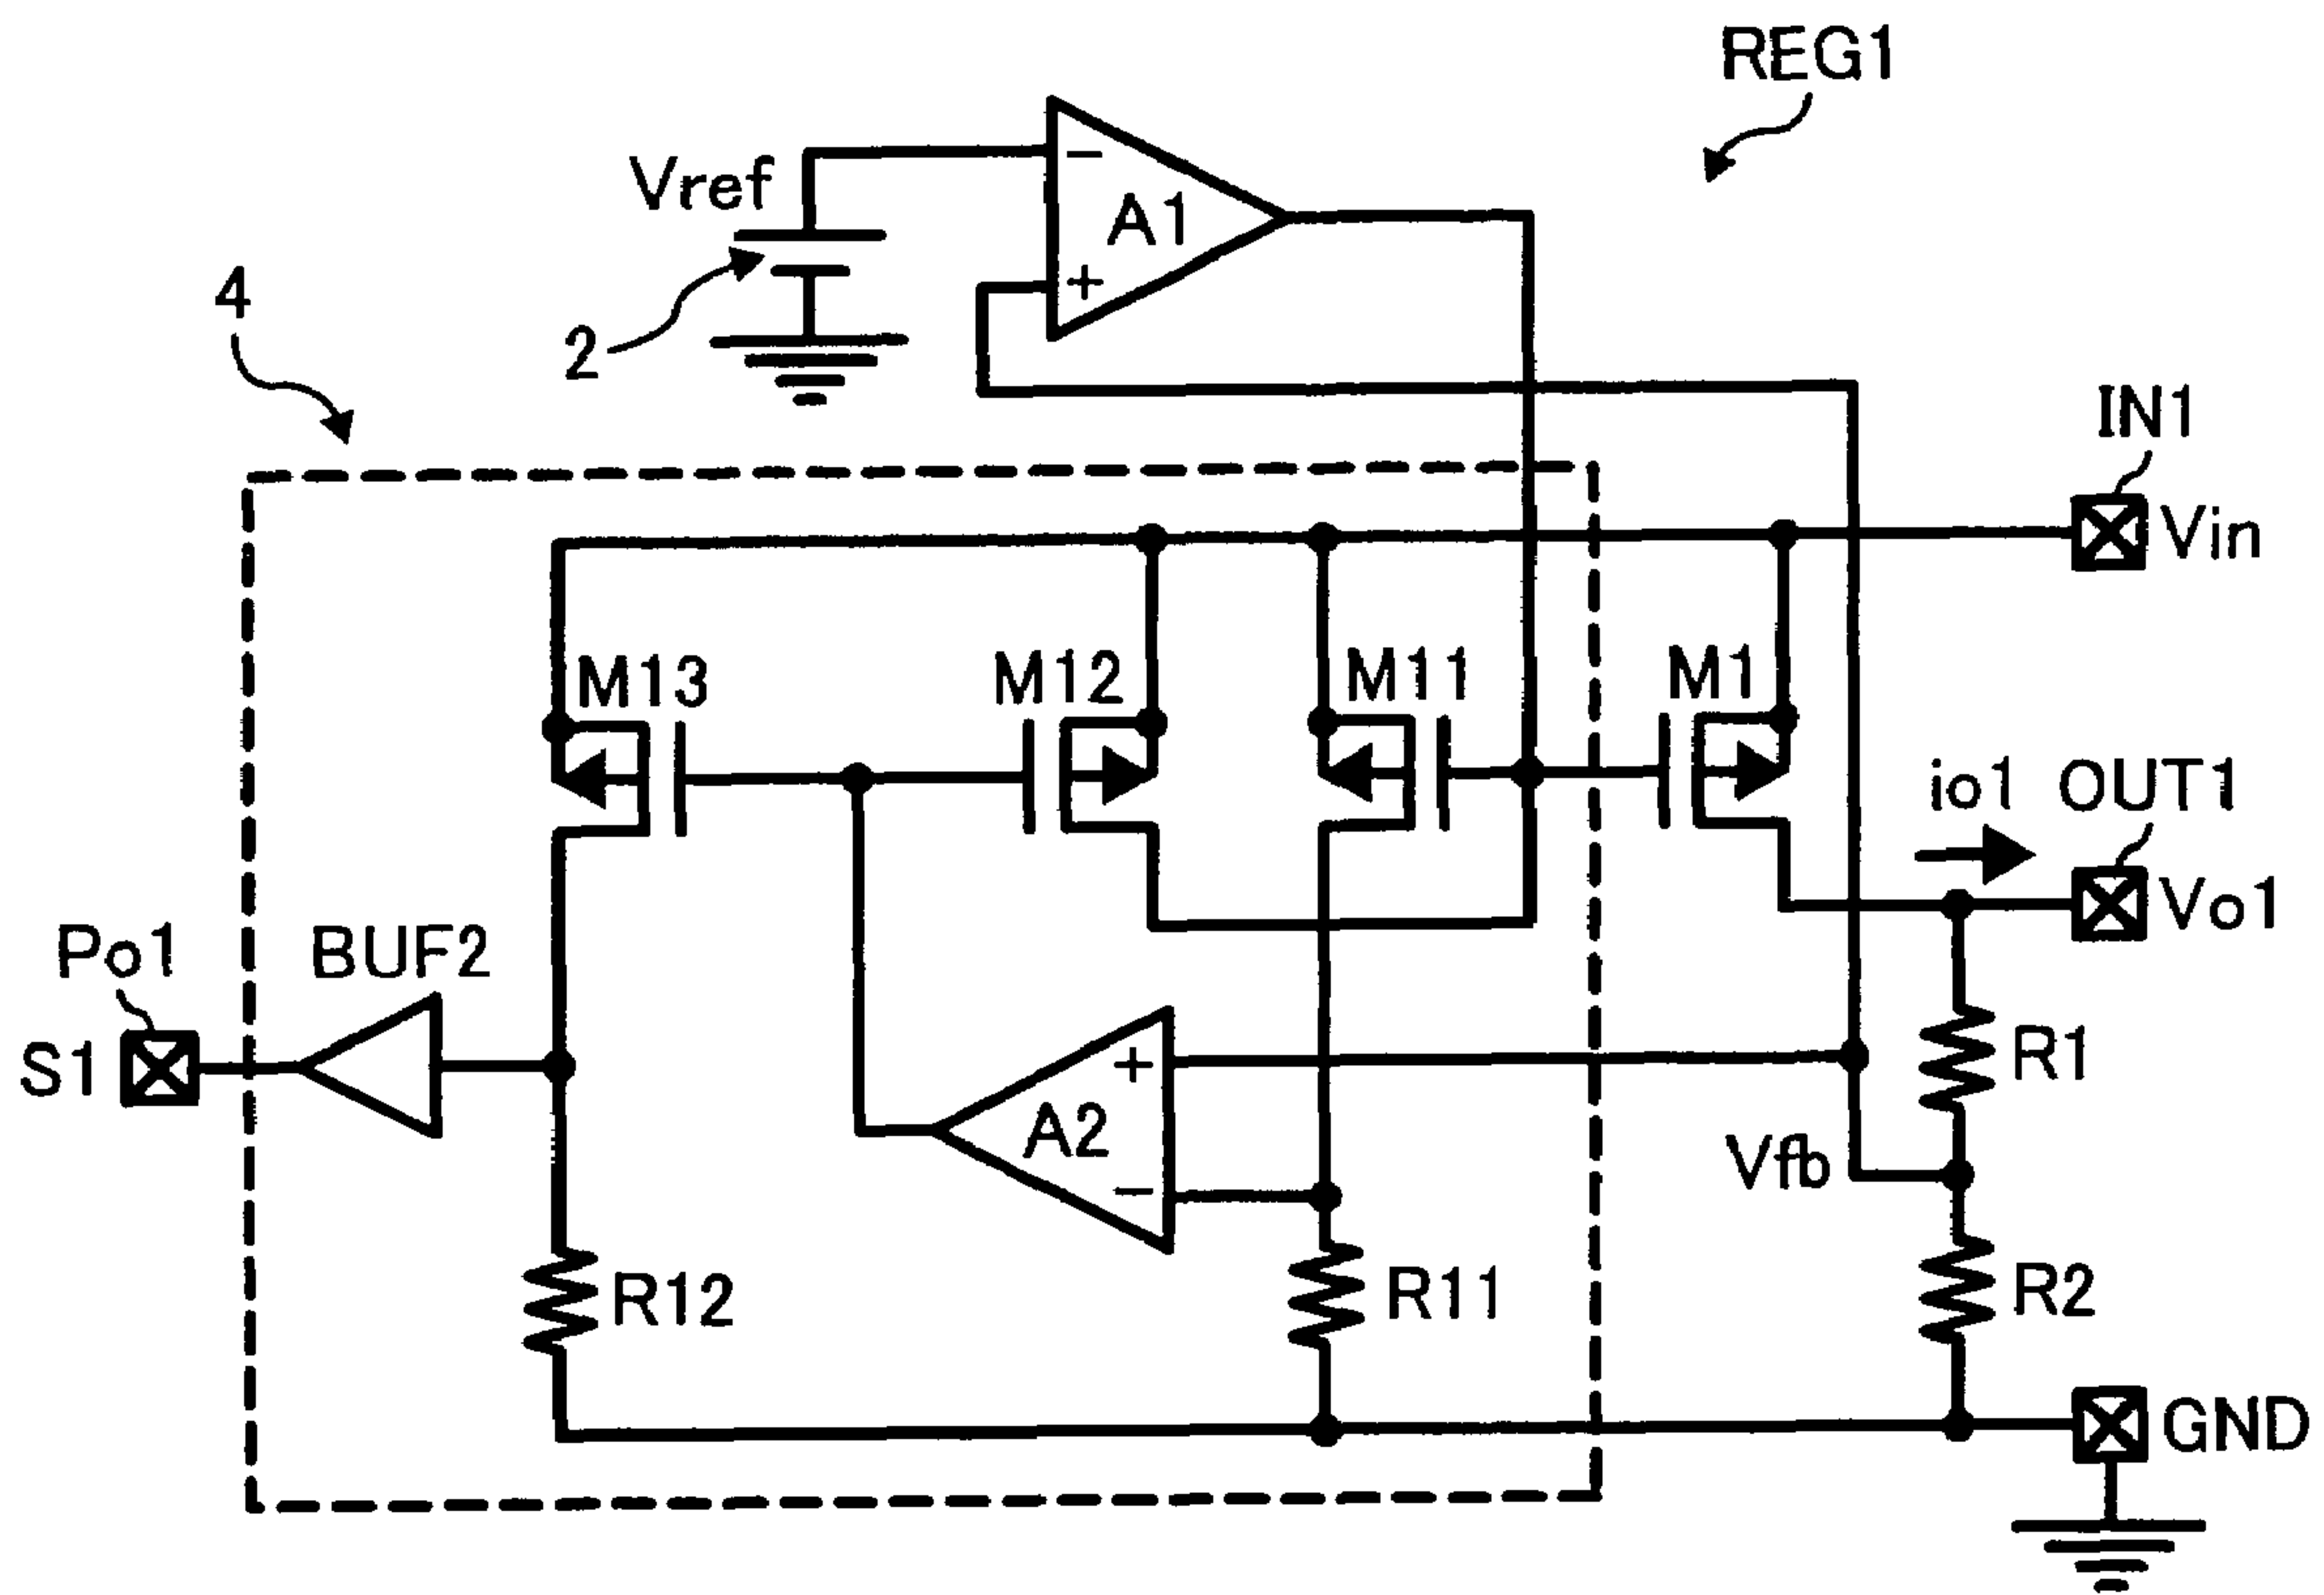 REG1
Vref
−
A1
+
4
2
IN1
Vin
M13
M12
M11
M1
io1
OUT1
Vo1
Po1
BUF2
S1
+
A2
−
R1
Vfb
R12
R11
R2
GND